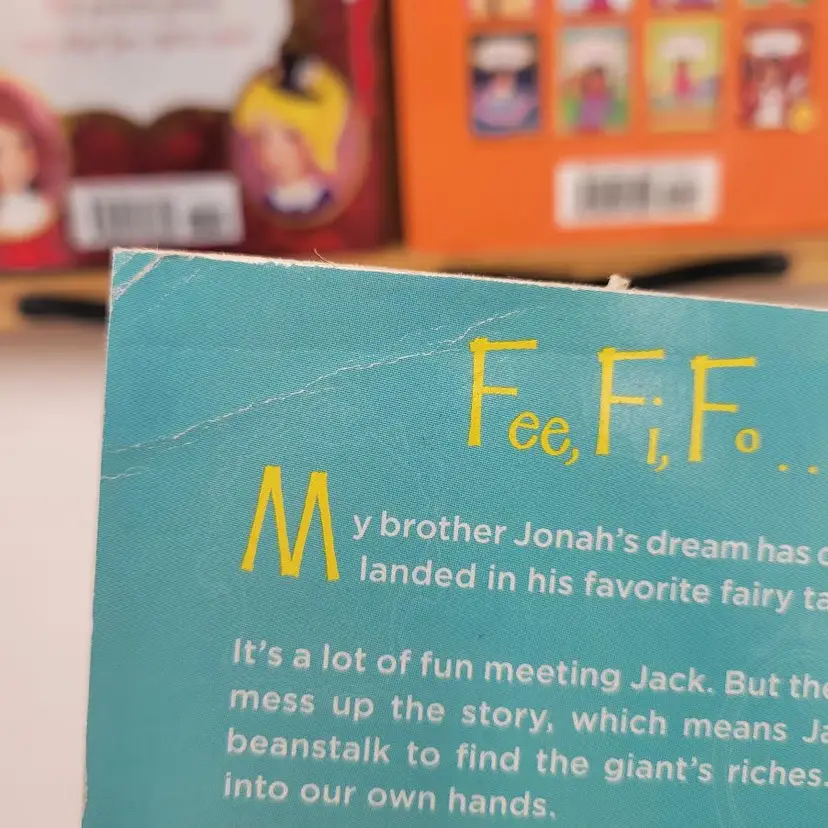 Fee, Fi, Fo . .
My brother Jonah's dream has
landed in his favorite fairy
It's a lot of fun meeting Jack. But
mess up the story, which means
beanstalk to find the giant's riches.
into our own hands.